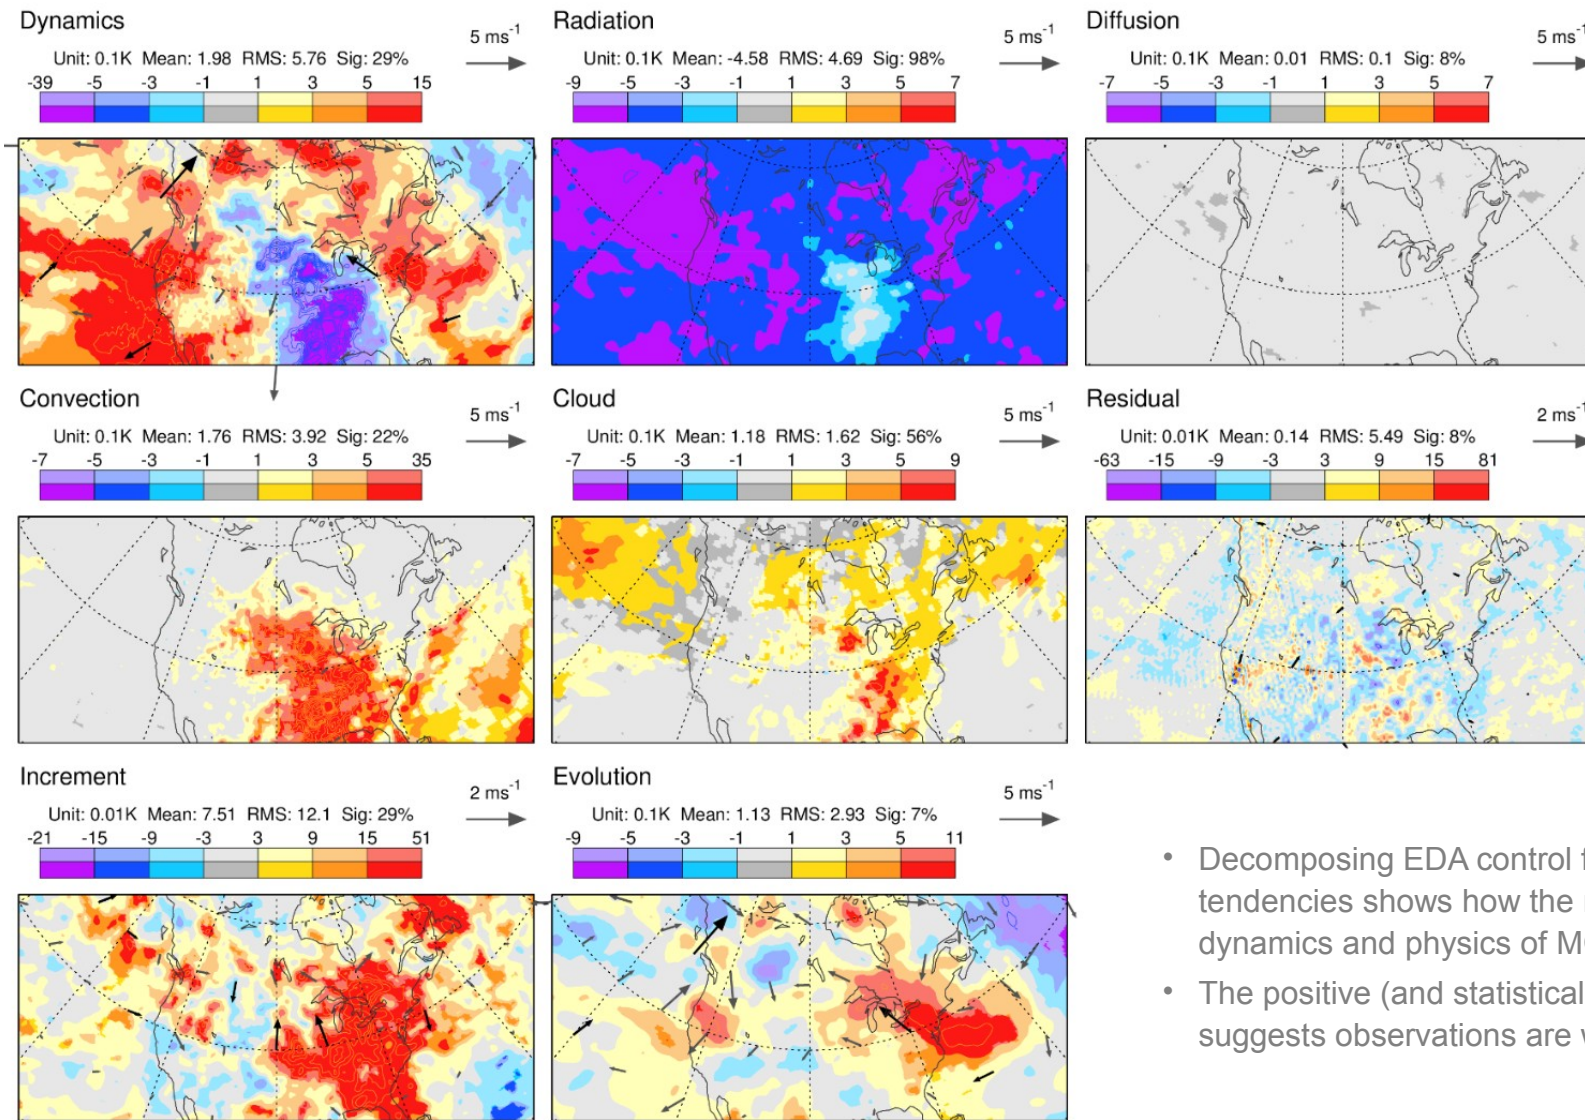 Dynamics
5 ms⁻¹
Unit: 0.1K Mean: 1.98 RMS: 5.76 Sig: 29%
-39 -5 -3 -1 1 3 5 15
Radiation
5 ms⁻¹
Unit: 0.1K Mean: -4.58 RMS: 4.69 Sig: 98%
-9 -5 -3 -1 1 3 5 7
Diffusion
5 ms⁻¹
Unit: 0.1K Mean: 0.01 RMS: 0.1 Sig: 8%
-7 -5 -3 -1 1 3 5 7
Convection
5 ms⁻¹
Unit: 0.1K Mean: 1.76 RMS: 3.92 Sig: 22%
-7 -5 -3 -1 1 3 5 35
Cloud
5 ms⁻¹
Unit: 0.1K Mean: 1.18 RMS: 1.62 Sig: 56%
-7 -5 -3 -1 1 3 5 9
Residual
2 ms⁻¹
Unit: 0.01K Mean: 0.14 RMS: 5.49 Sig: 8%
-63 -15 -9 -3 3 9 15 81
Increment
2 ms⁻¹
Unit: 0.01K Mean: 7.51 RMS: 12.1 Sig: 29%
-21 -15 -9 -3 3 9 15 51
Evolution
5 ms⁻¹
Unit: 0.1K Mean: 1.13 RMS: 2.93 Sig: 7%
-9 -5 -3 -1 1 3 5 11
• Decomposing EDA control
tendencies shows how the
dynamics and physics of
• The positive (and
suggests observations are